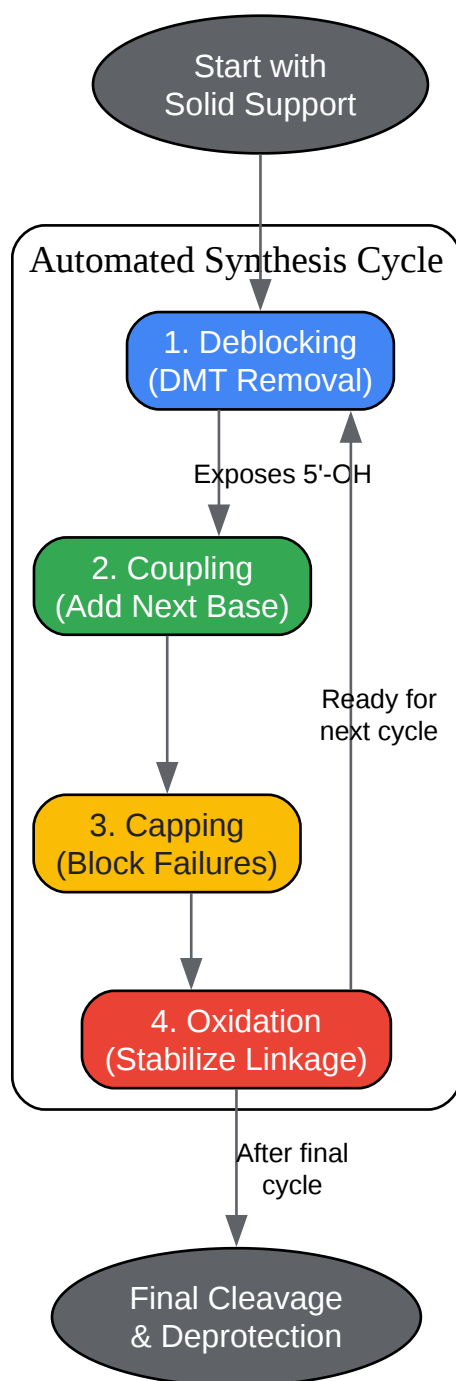 Start with
Solid Support
Automated Synthesis Cycle
1. Deblocking
(DMT Removal)
Exposes 5'-OH
2. Coupling
(Add Next Base)
Ready for
next cycle
3. Capping
(Block Failures)
4. Oxidation
(Stabilize Linkage)
After final
cycle
Final Cleavage
& Deprotection